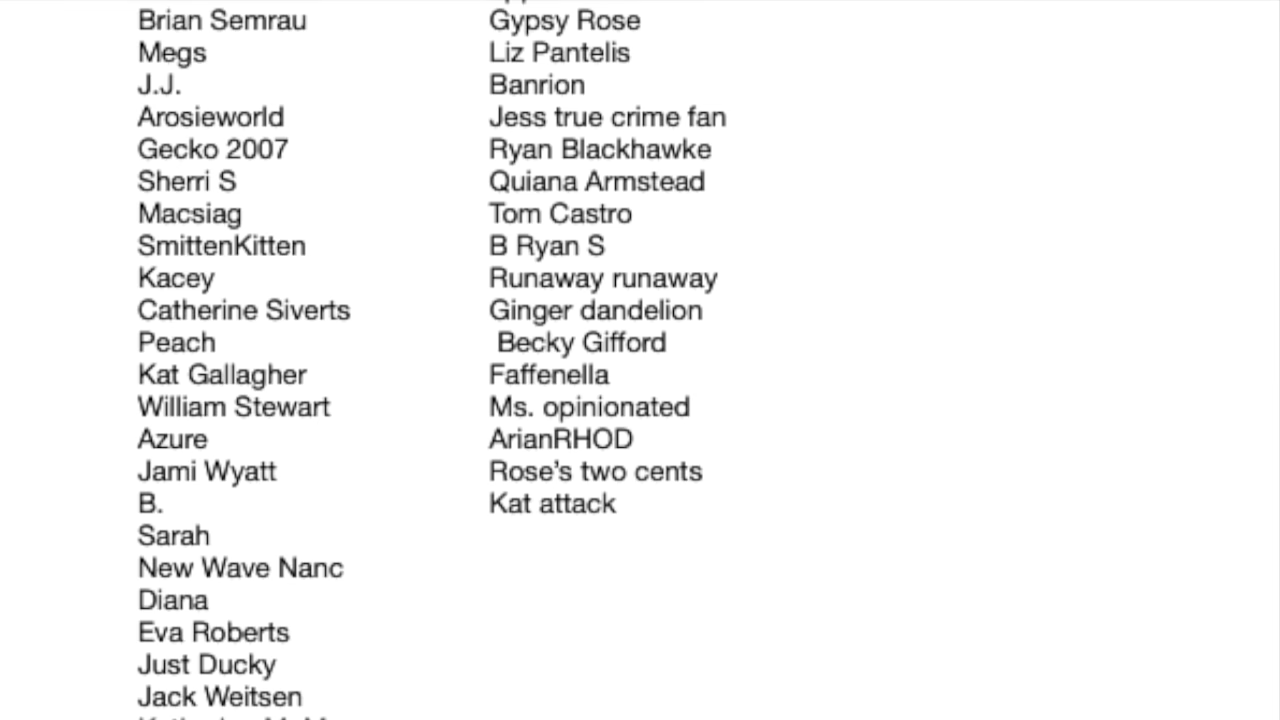 Brian Semrau
Megs
J.J.
Arosieworld
Gecko 2007
Sherri S
Macsiag
SmittenKitten
Kacey
Catherine Siverts
Peach
Kat Gallagher
William Stewart
Azure
Jami Wyatt
B.
Sarah
New Wave Nanc
Diana
Eva Roberts
Just Ducky
Jack Weitsen
Gypsy Rose
Liz Pantelis
Banrion
Jess true crime fan
Ryan Blackhawke
Quiana Armstead
Tom Castro
B Ryan S
Runaway runaway
Ginger dandelion
Becky Gifford
Faffenella
Ms. opinionated
ArianRHOD
Rose’s two cents
Kat attack